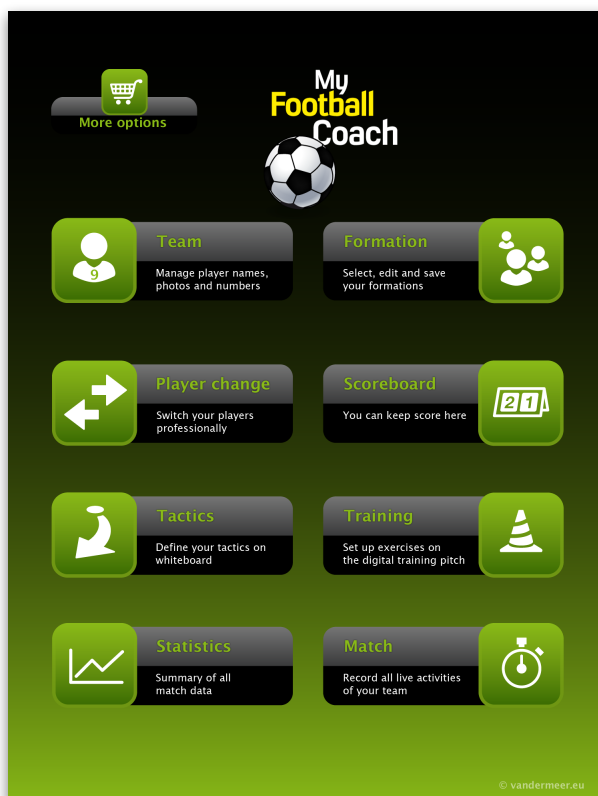 More options
My
Football
Coach
Team
Manage player names,
photos and numbers
9
Formation
Select, edit and save
your formations
Player change
Switch your players
professionally
Scoreboard
You can keep score here
2 1
Tactics
Define your tactics on
whiteboard
Training
Set up exercises on
the digital training pitch
Statistics
Summary of all
match data
Match
Record all live activities
of your team
© vandermeer.eu